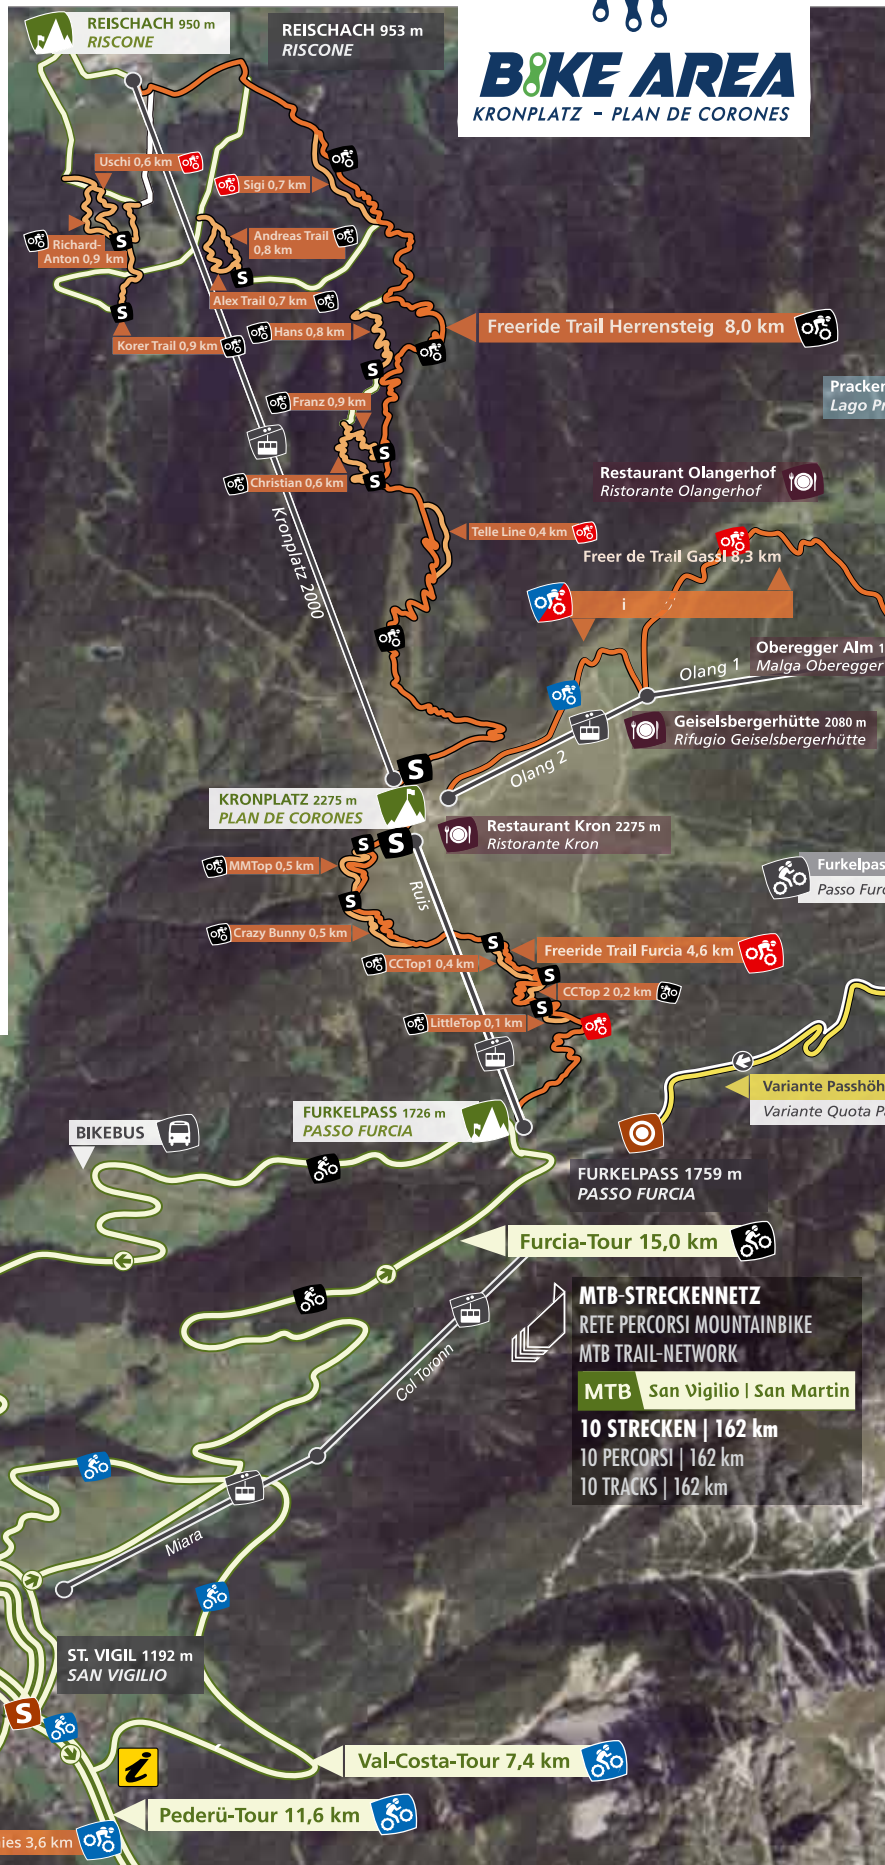 REISCHACH 950 m
RISCONE
REISCHACH 953 m
RISCONE
BIKE AREA
KRONPLATZ – PLAN DE CORONES
Uschi 0,6 km
Sigi 0,7 km
Richard-
Anton 0,9 km
Andreas Trail
0,8 km
S
S
Alex Trail 0,7 km
S
Hans 0,8 km
Korer Trail 0,9 km
Freeride Trail Herrensteig 8,0 km
S
Pracker
Lago Pr
Franz 0,9 km
S
Christian 0,6 km
S
Restaurant Olangerhof
Ristorante Olangerhof
Kronplatz 2000
Telle Line 0,4 km
Freer de Trail Gassl 8,3 km
i
Oberegger Alm 1
Malga Oberegger
Olang 1
Geiselsbergerhütte 2080 m
Rifugio Geiselsbergerhütte
Olang 2
S
KRONPLATZ 2275 m
PLAN DE CORONES
Restaurant Kron 2275 m
Ristorante Kron
S
S
MMTop 0,5 km
Ruis
Furkelpas
Passo Furc
S
Crazy Bunny 0,5 km
S
Freeride Trail Furcia 4,6 km
CCTop1 0,4 km
S
CCTop 2 0,2 km
S
LittleTop 0,1 km
Variante Passhöh
Variante Quota P
FURKELPASS 1726 m
PASSO FURCIA
BIKEBUS
FURKELPASS 1759 m
PASSO FURCIA
Furcia-Tour 15,0 km
MTB-STRECKENNETZ
RETE PERCORSI MOUNTAINBIKE
MTB TRAIL-NETWORK
MTB San Vigilio | San Martin
10 STRECKEN | 162 km
10 PERCORSI | 162 km
10 TRACKS | 162 km
Col Toronn
Miara
ST. VIGIL 1192 m
SAN VIGILIO
S
i
Val-Costa-Tour 7,4 km
Pederü-Tour 11,6 km
ies 3,6 km